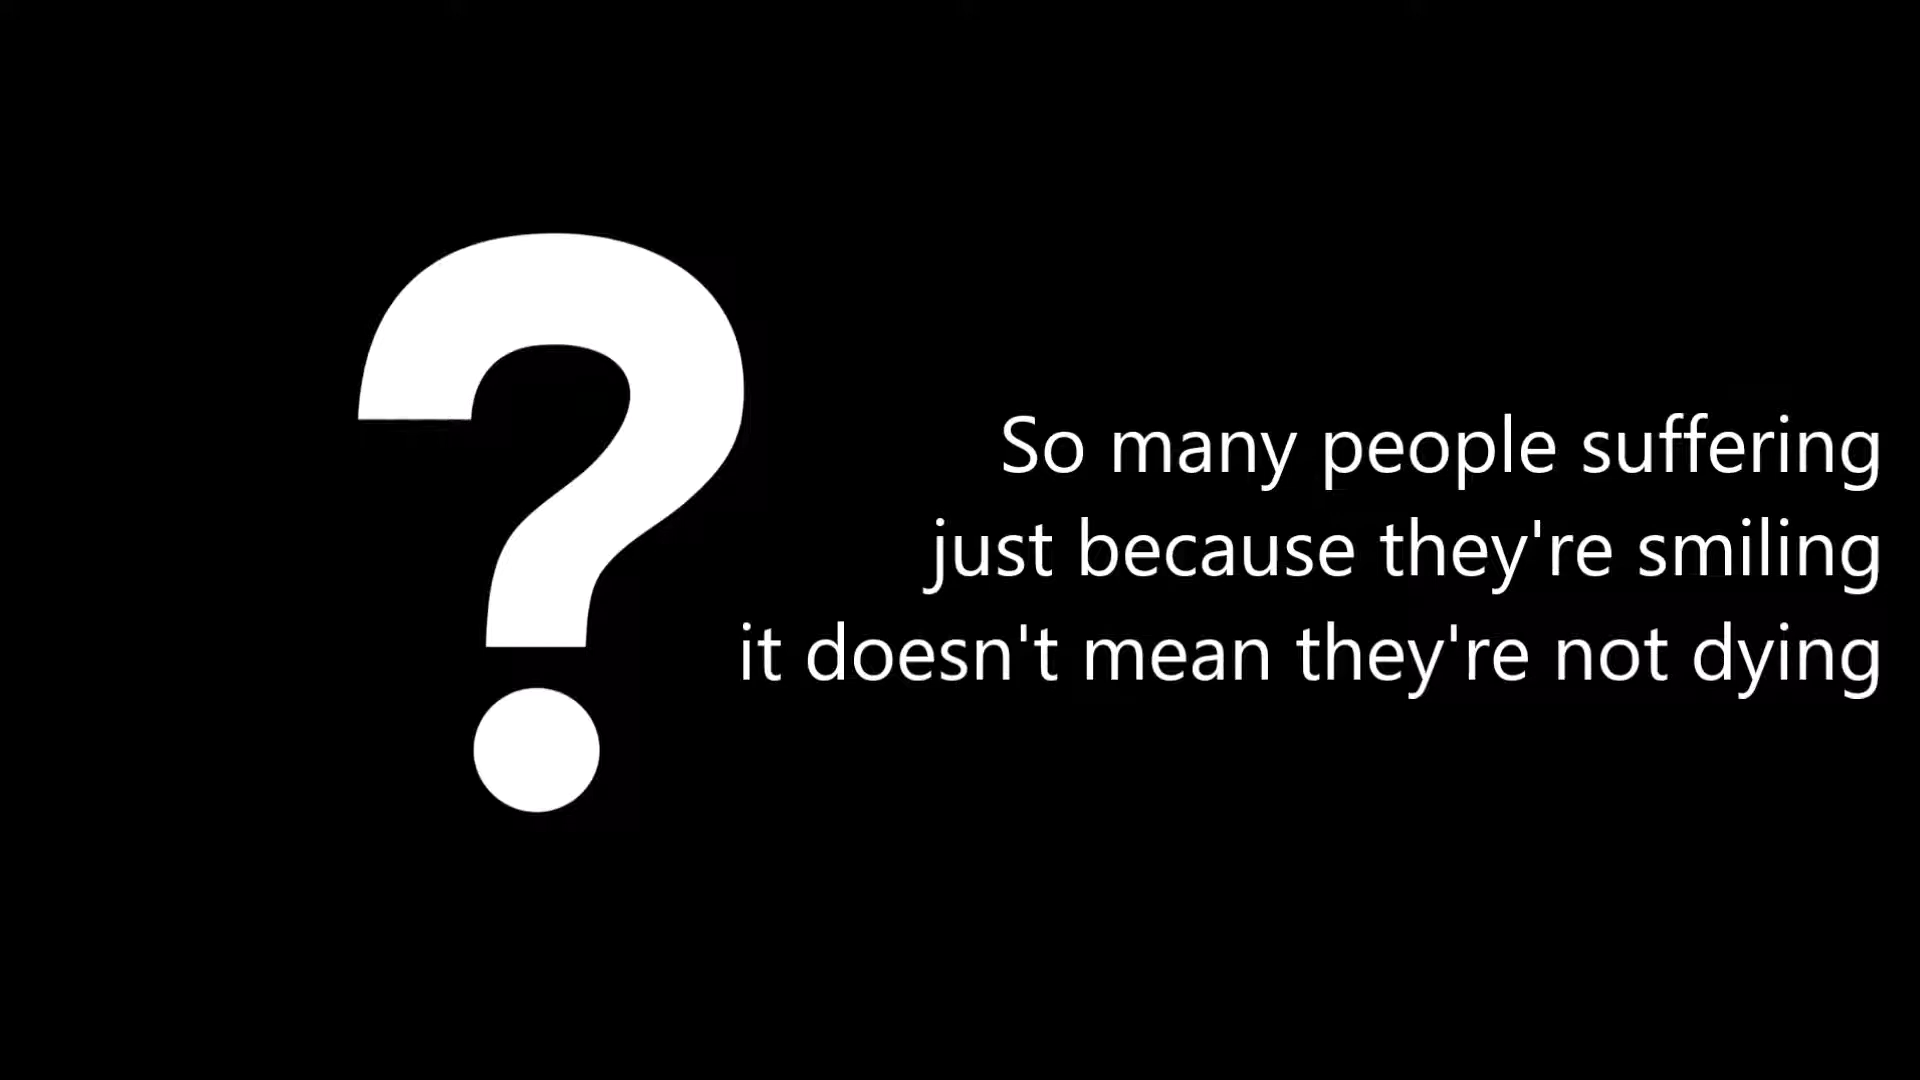 ?
So many people suffering
just because they're smiling
it doesn't mean they're not dying